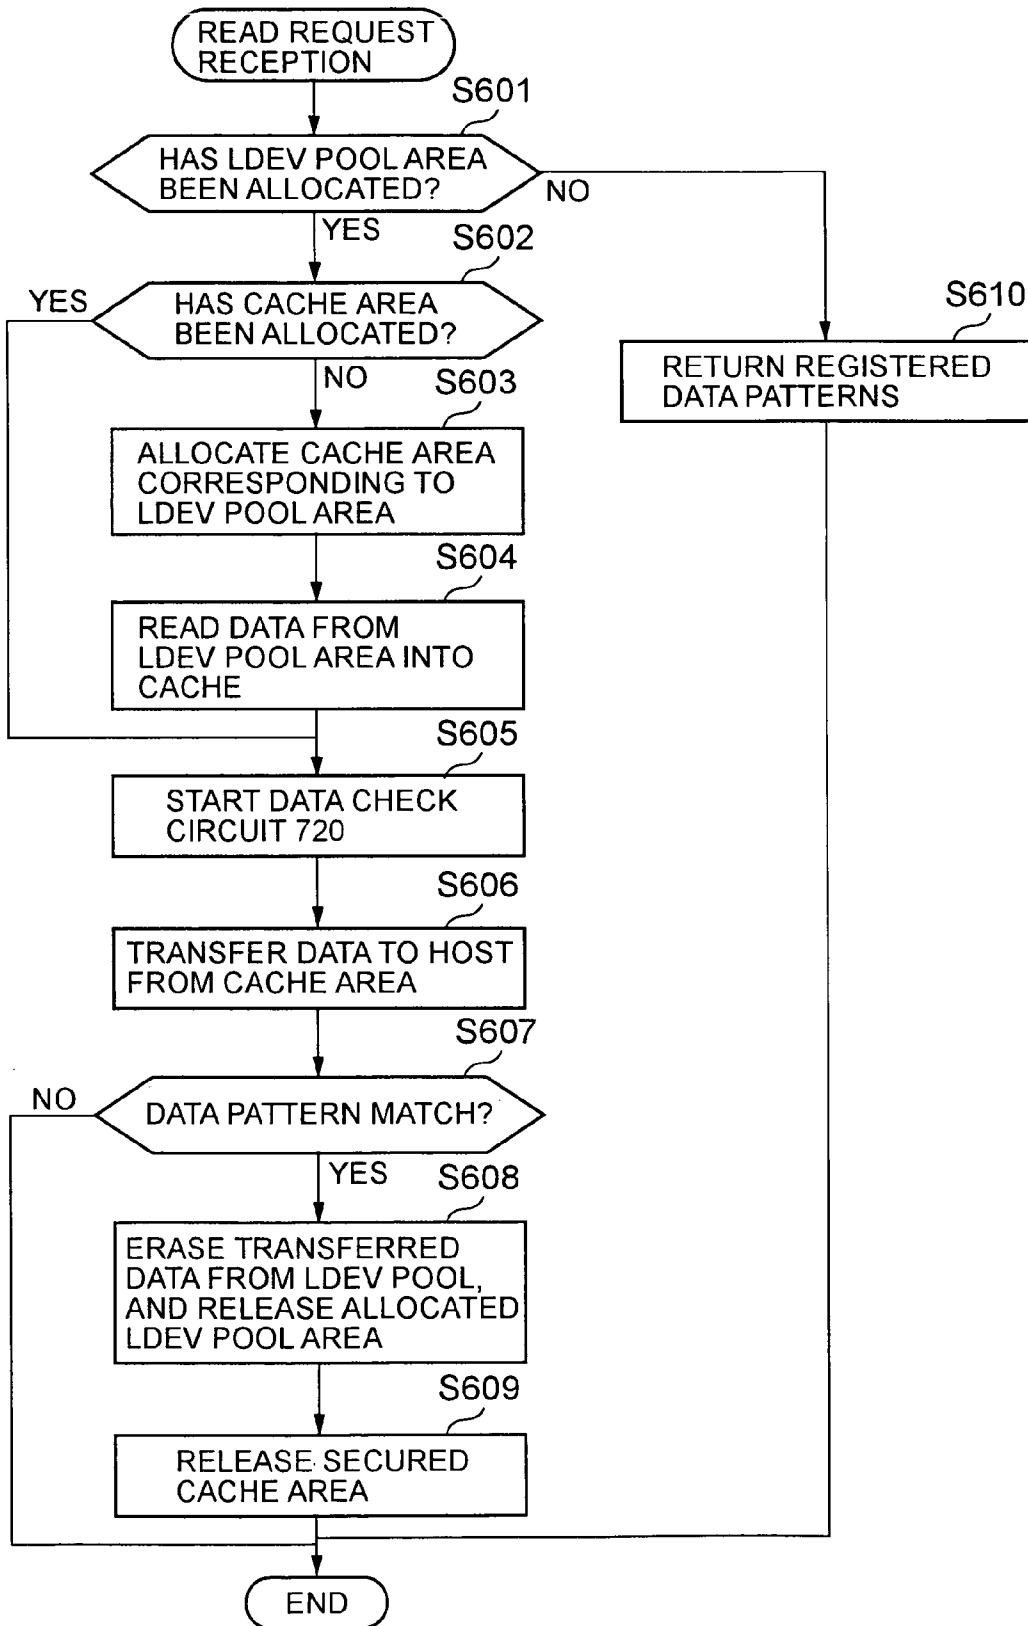 READ REQUEST
RECEPTION
S601
HAS LDEV POOL AREA
BEEN ALLOCATED?
NO
YES
S602
YES
HAS CACHE AREA
BEEN ALLOCATED?
S610
NO
RETURN REGISTERED
DATA PATTERNS
S603
ALLOCATE CACHE AREA
CORRESPONDING TO
LDEV POOL AREA
S604
READ DATA FROM
LDEV POOL AREA INTO
CACHE
S605
START DATA CHECK
CIRCUIT 720
S606
TRANSFER DATA TO HOST
FROM CACHE AREA
S607
NO
DATA PATTERN MATCH?
YES
S608
ERASE TRANSFERRED
DATA FROM LDEV POOL,
AND RELEASE ALLOCATED
LDEV POOL AREA
S609
RELEASE SECURED
CACHE AREA
END